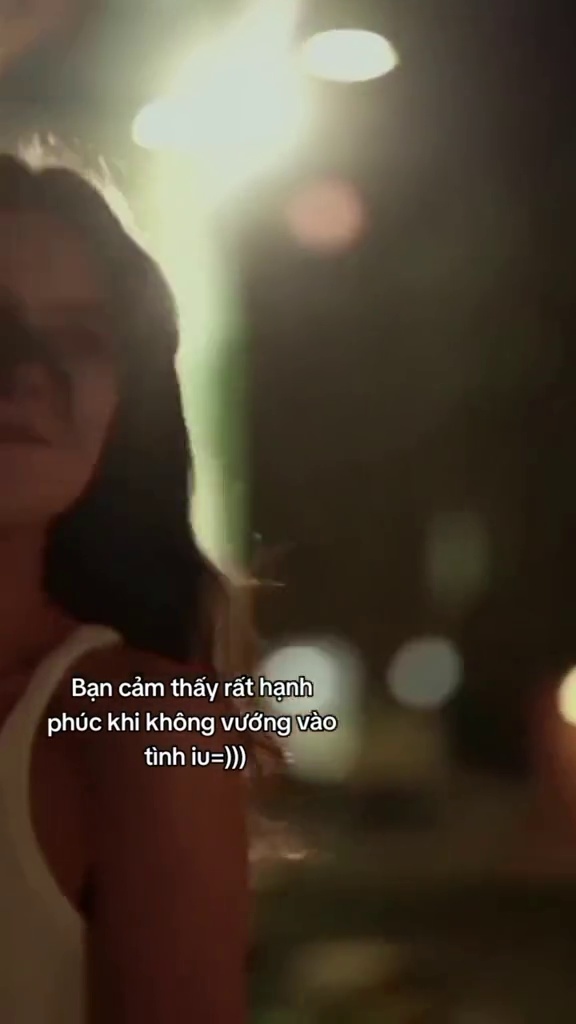 Bạn cảm thấy rất hạnh
phúc khi không vướng vào
tình iu=)))